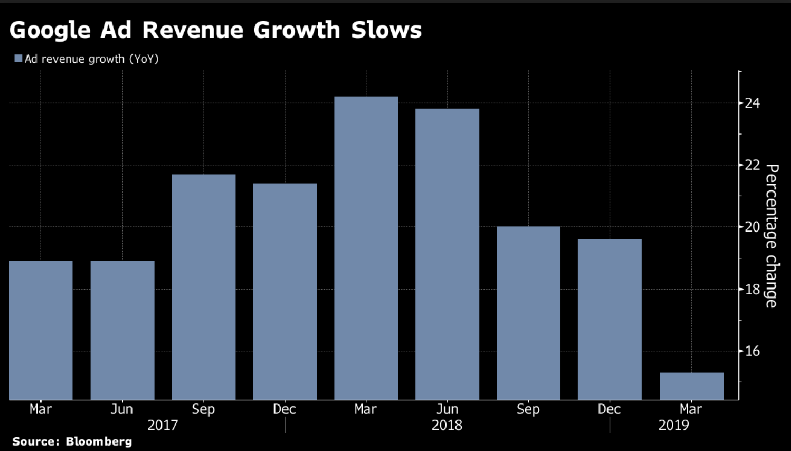 Google Ad Revenue Growth Slows
Ad revenue growth (YoY)
24
22
20
18
16
Percentage change
Mar Jun Sep Dec Mar Jun Sep Dec Mar
2017 2018 2019
Source: Bloomberg